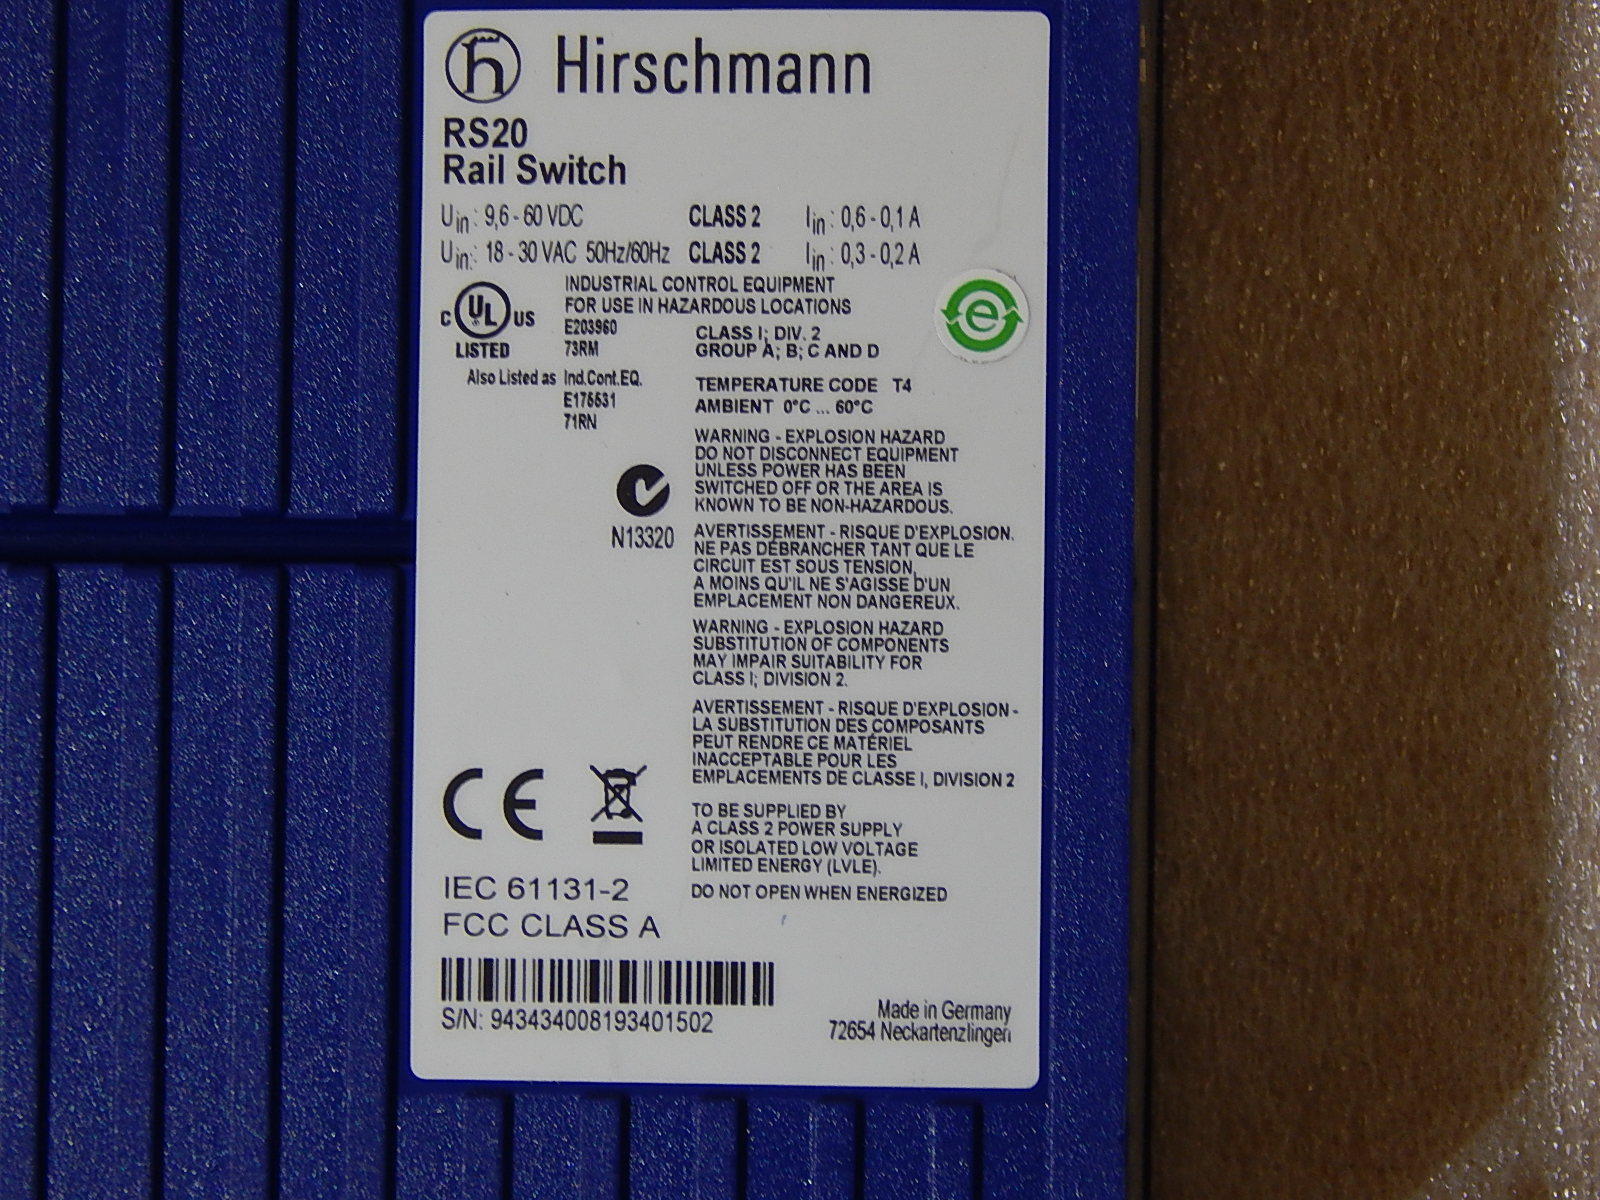 Hirschmann
RS20
Rail Switch
Uin : 9,6 - 60 VDC CLASS 2 Iin : 0,6 - 0,1 A
Uin : 18 - 30 VAC 50Hz/60Hz CLASS 2 Iin : 0,3 - 0,2 A
INDUSTRIAL CONTROL EQUIPMENT
FOR USE IN HAZARDOUS LOCATIONS
C UL US
LISTED
E203960
73RM
CLASS I; DIV. 2
GROUP A; B; C AND D
e
Also Listed as Ind.Cont.EQ.
E175531
71RN
TEMPERATURE CODE T4
AMBIENT 0°C ... 60°C
WARNING - EXPLOSION HAZARD
DO NOT DISCONNECT EQUIPMENT
UNLESS POWER HAS BEEN
SWITCHED OFF OR THE AREA IS
KNOWN TO BE NON-HAZARDOUS.
N13320
AVERTISSEMENT - RISQUE D'EXPLOSION.
NE PAS DÉBRANCHER TANT QUE LE
CIRCUIT EST SOUS TENSION,
A MOINS QU'IL NE S'AGISSE D'UN
EMPLACEMENT NON DANGEREUX.
WARNING - EXPLOSION HAZARD
SUBSTITUTION OF COMPONENTS
MAY IMPAIR SUITABILITY FOR
CLASS I; DIVISION 2.
AVERTISSEMENT - RISQUE D'EXPLOSION -
LA SUBSTITUTION DES COMPOSANTS
PEUT RENDRE CE MATÉRIEL
INACCEPTABLE POUR LES
EMPLACEMENTS DE CLASSE I, DIVISION 2
CE
TO BE SUPPLIED BY
A CLASS 2 POWER SUPPLY
OR ISOLATED LOW VOLTAGE
LIMITED ENERGY (LVLE).
DO NOT OPEN WHEN ENERGIZED
IEC 61131-2
FCC CLASS A
S/N: 943434008193401502
Made in Germany
72654 Neckartenzlingen